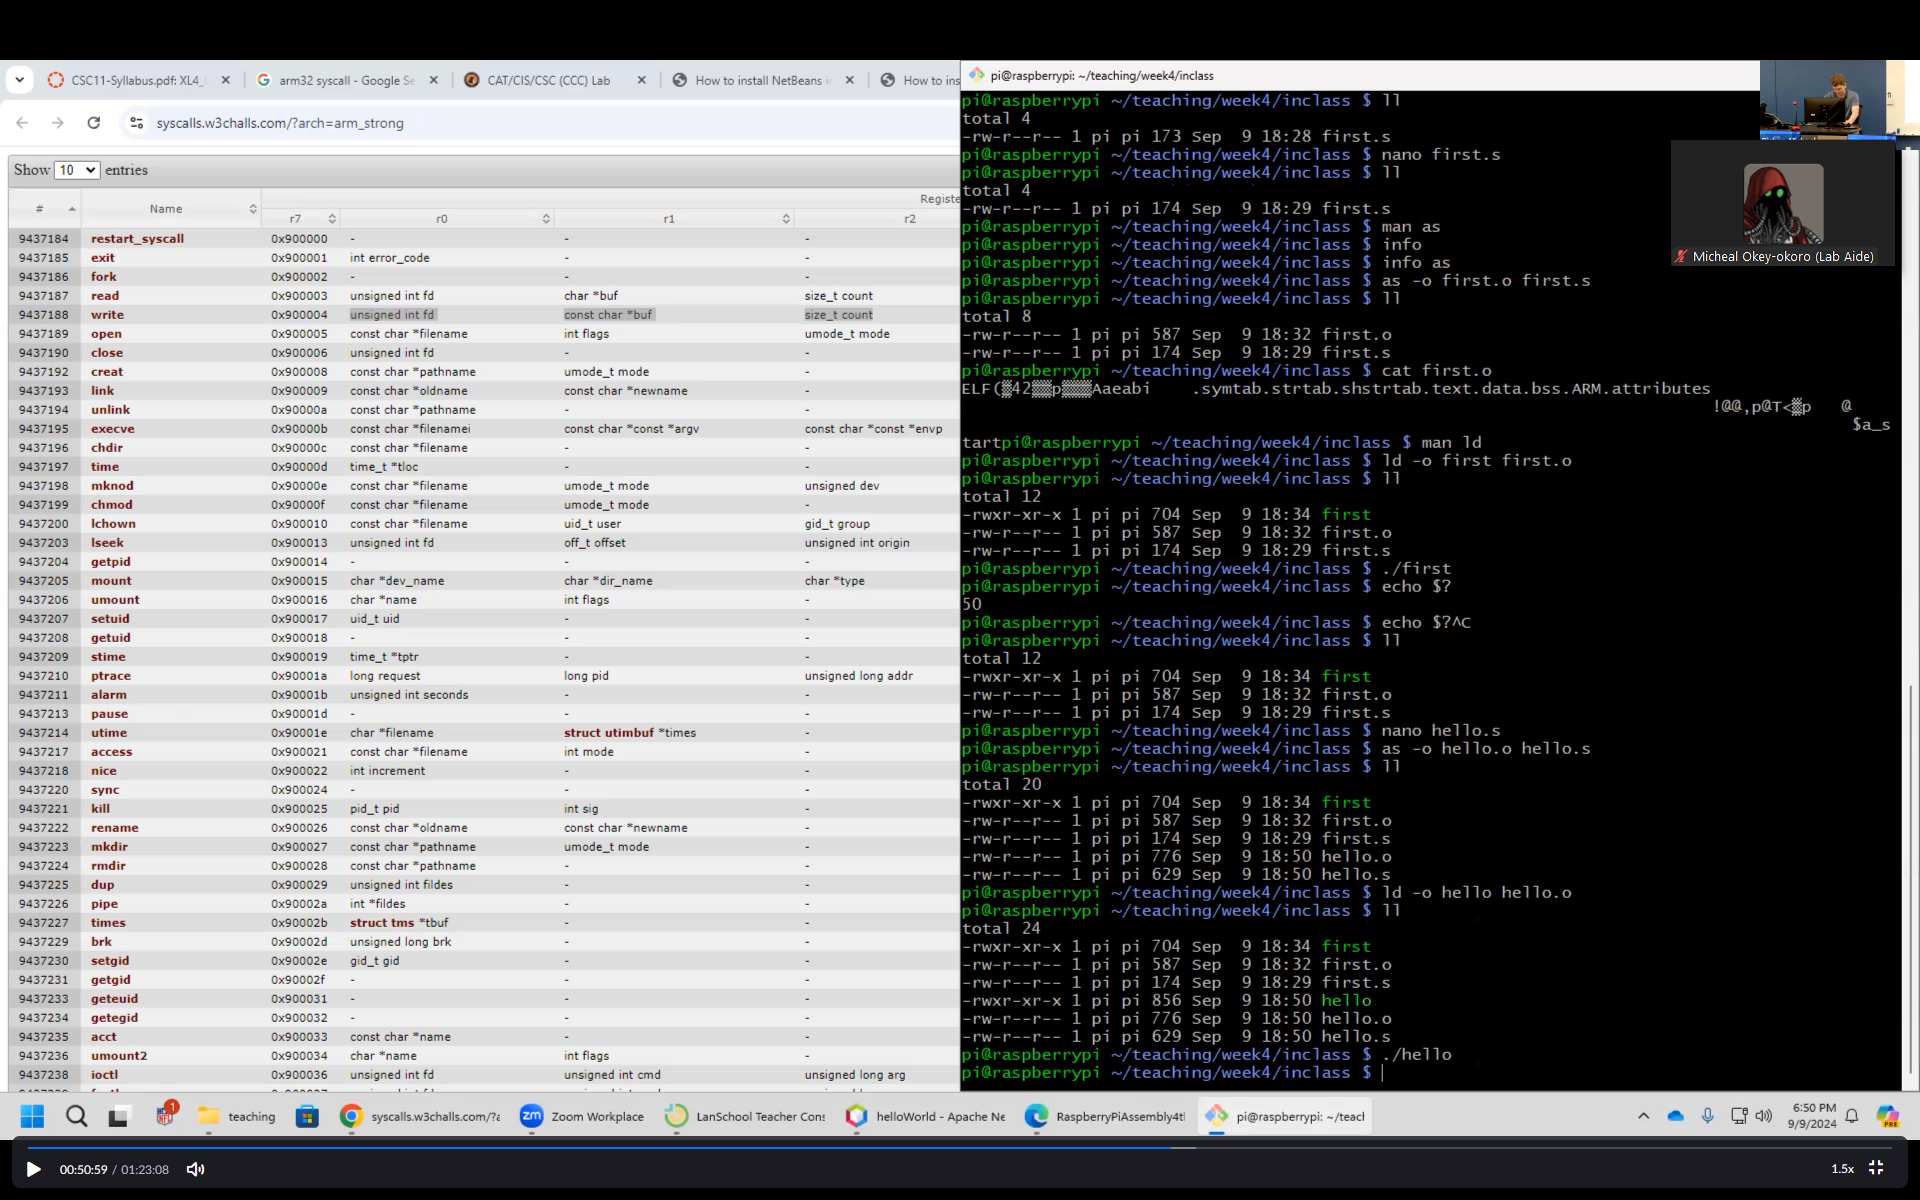 CSC11-Syllabus.pdf: XL4_
arm32 syscall - Google Se
CAT/CIS/CSC (CCC) Lab
How to install NetBeans i
How to ins
syscalls.w3challs.com/?arch=arm_strong
Show 10 entries
# Name Registe
r7 r0 r1 r2
9437184 restart_syscall 0x900000 - - -
9437185 exit 0x900001 int error_code - -
9437186 fork 0x900002 - - -
9437187 read 0x900003 unsigned int fd char *buf size_t count
9437188 write 0x900004 unsigned int fd const char *buf size_t count
9437189 open 0x900005 const char *filename int flags umode_t mode
9437190 close 0x900006 unsigned int fd - -
9437192 creat 0x900008 const char *pathname umode_t mode -
9437193 link 0x900009 const char *oldname const char *newname -
9437194 unlink 0x90000a const char *pathname - -
9437195 execve 0x90000b const char *filenamei const char *const *argv const char *const *envp
9437196 chdir 0x90000c const char *filename - -
9437197 time 0x90000d time_t *tloc - -
9437198 mknod 0x90000e const char *filename umode_t mode unsigned dev
9437199 chmod 0x90000f const char *filename umode_t mode -
9437200 lchown 0x900010 const char *filename uid_t user gid_t group
9437203 lseek 0x900013 unsigned int fd off_t offset unsigned int origin
9437204 getpid 0x900014 - - -
9437205 mount 0x900015 char *dev_name char *dir_name char *type
9437206 umount 0x900016 char *name int flags -
9437207 setuid 0x900017 uid_t uid - -
9437208 getuid 0x900018 - - -
9437209 stime 0x900019 time_t *tptr - -
9437210 ptrace 0x90001a long request long pid unsigned long addr
9437211 alarm 0x90001b unsigned int seconds - -
9437213 pause 0x90001d - - -
9437214 utime 0x90001e char *filename struct utimbuf *times -
9437217 access 0x900021 const char *filename int mode -
9437218 nice 0x900022 int increment - -
9437220 sync 0x900024 - - -
9437221 kill 0x900025 pid_t pid int sig -
9437222 rename 0x900026 const char *oldname const char *newname -
9437223 mkdir 0x900027 const char *pathname umode_t mode -
9437224 rmdir 0x900028 const char *pathname - -
9437225 dup 0x900029 unsigned int fildes - -
9437226 pipe 0x90002a int *fildes - -
9437227 times 0x90002b struct tms *tbuf - -
9437229 brk 0x90002d unsigned long brk - -
9437230 setgid 0x90002e gid_t gid - -
9437231 getgid 0x90002f - - -
9437233 geteuid 0x900031 - - -
9437234 getegid 0x900032 - - -
9437235 acct 0x900033 const char *name - -
9437236 umount2 0x900034 char *name int flags -
9437238 ioctl 0x900036 unsigned int fd unsigned int cmd unsigned long arg
pi@raspberrypi: ~/teaching/week4/inclass
pi@raspberrypi ~/teaching/week4/inclass $ ll
total 4
-rw-r--r-- 1 pi pi 173 Sep  9 18:28 first.s
pi@raspberrypi ~/teaching/week4/inclass $ nano first.s
pi@raspberrypi ~/teaching/week4/inclass $ ll
total 4
-rw-r--r-- 1 pi pi 174 Sep  9 18:29 first.s
pi@raspberrypi ~/teaching/week4/inclass $ man as
pi@raspberrypi ~/teaching/week4/inclass $ info
pi@raspberrypi ~/teaching/week4/inclass $ info as
pi@raspberrypi ~/teaching/week4/inclass $ as -o first.o first.s
pi@raspberrypi ~/teaching/week4/inclass $ ll
total 8
-rw-r--r-- 1 pi pi 587 Sep  9 18:32 first.o
-rw-r--r-- 1 pi pi 174 Sep  9 18:29 first.s
pi@raspberrypi ~/teaching/week4/inclass $ cat first.o
ELF(▒42▒▒p▒▒▒Aaeabi .symtab.strtab.shstrtab.text.data.bss.ARM.attributes
!@@,p@T<▒p @
$a_s
tartpi@raspberrypi ~/teaching/week4/inclass $ man ld
pi@raspberrypi ~/teaching/week4/inclass $ ld -o first first.o
pi@raspberrypi ~/teaching/week4/inclass $ ll
total 12
-rwxr-xr-x 1 pi pi 704 Sep  9 18:34 first
-rw-r--r-- 1 pi pi 587 Sep  9 18:32 first.o
-rw-r--r-- 1 pi pi 174 Sep  9 18:29 first.s
pi@raspberrypi ~/teaching/week4/inclass $ ./first
pi@raspberrypi ~/teaching/week4/inclass $ echo $?
50
pi@raspberrypi ~/teaching/week4/inclass $ echo $?^C
pi@raspberrypi ~/teaching/week4/inclass $ ll
total 12
-rwxr-xr-x 1 pi pi 704 Sep  9 18:34 first
-rw-r--r-- 1 pi pi 587 Sep  9 18:32 first.o
-rw-r--r-- 1 pi pi 174 Sep  9 18:29 first.s
pi@raspberrypi ~/teaching/week4/inclass $ nano hello.s
pi@raspberrypi ~/teaching/week4/inclass $ as -o hello.o hello.s
pi@raspberrypi ~/teaching/week4/inclass $ ll
total 20
-rwxr-xr-x 1 pi pi 704 Sep  9 18:34 first
-rw-r--r-- 1 pi pi 587 Sep  9 18:32 first.o
-rw-r--r-- 1 pi pi 174 Sep  9 18:29 first.s
-rw-r--r-- 1 pi pi 776 Sep  9 18:50 hello.o
-rw-r--r-- 1 pi pi 629 Sep  9 18:50 hello.s
pi@raspberrypi ~/teaching/week4/inclass $ ld -o hello hello.o
pi@raspberrypi ~/teaching/week4/inclass $ ll
total 24
-rwxr-xr-x 1 pi pi 704 Sep  9 18:34 first
-rw-r--r-- 1 pi pi 587 Sep  9 18:32 first.o
-rw-r--r-- 1 pi pi 174 Sep  9 18:29 first.s
-rwxr-xr-x 1 pi pi 856 Sep  9 18:50 hello
-rw-r--r-- 1 pi pi 776 Sep  9 18:50 hello.o
-rw-r--r-- 1 pi pi 629 Sep  9 18:50 hello.s
pi@raspberrypi ~/teaching/week4/inclass $ ./hello
pi@raspberrypi ~/teaching/week4/inclass $
Micheal Okey-okoro (Lab Aide)
1 teaching syscalls.w3challs.com/?a Zoom Workplace LanSchool Teacher Cons helloWorld - Apache Ne RaspberryPiAssembly4tl pi@raspberrypi: ~/teacl
6:50 PM
9/9/2024
PRE
00:50:59 / 01:23:08
1.5x